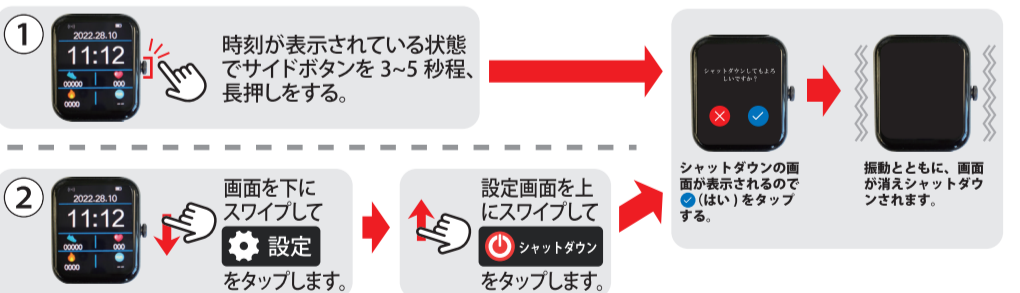 ①
2022.28.10
11:12
00000
000
0000
--
時刻が表示されている状態
でサイドボタンを 3~5 秒程、
長押しをする。
シャットダウンしてもよろ
しいですか？
シャットダウンの画
面が表示されるので
(はい ) をタップ
する。
振動とともに、画面
が消えシャットダウ
ンされます。
②
2022.28.10
11:12
00000
000
0000
--
画面を下に
スワイプして
設定
をタップします。
設定画面を上
にスワイプして
シャットダウン
をタップします。